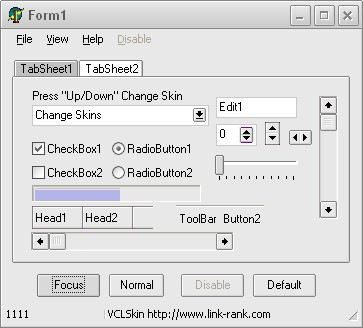 Form1
File View Help Disable
TabSheet1 TabSheet2
Press "Up/Down" Change Skin
Edit1
Change Skins
0
CheckBox1 RadioButton1
CheckBox2 RadioButton2
Head1 Head2 ToolBar Button2
Focus Normal Disable Default
1111 VCLSkin http://www.link-rank.com